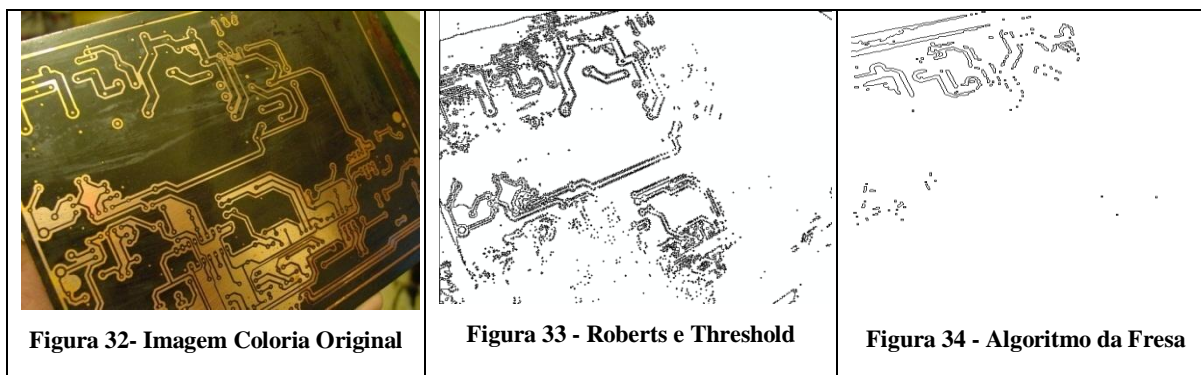 Figura 32- Imagem Coloria Original
Figura 33 - Roberts e Threshold
Figura 34 - Algoritmo da Fresa